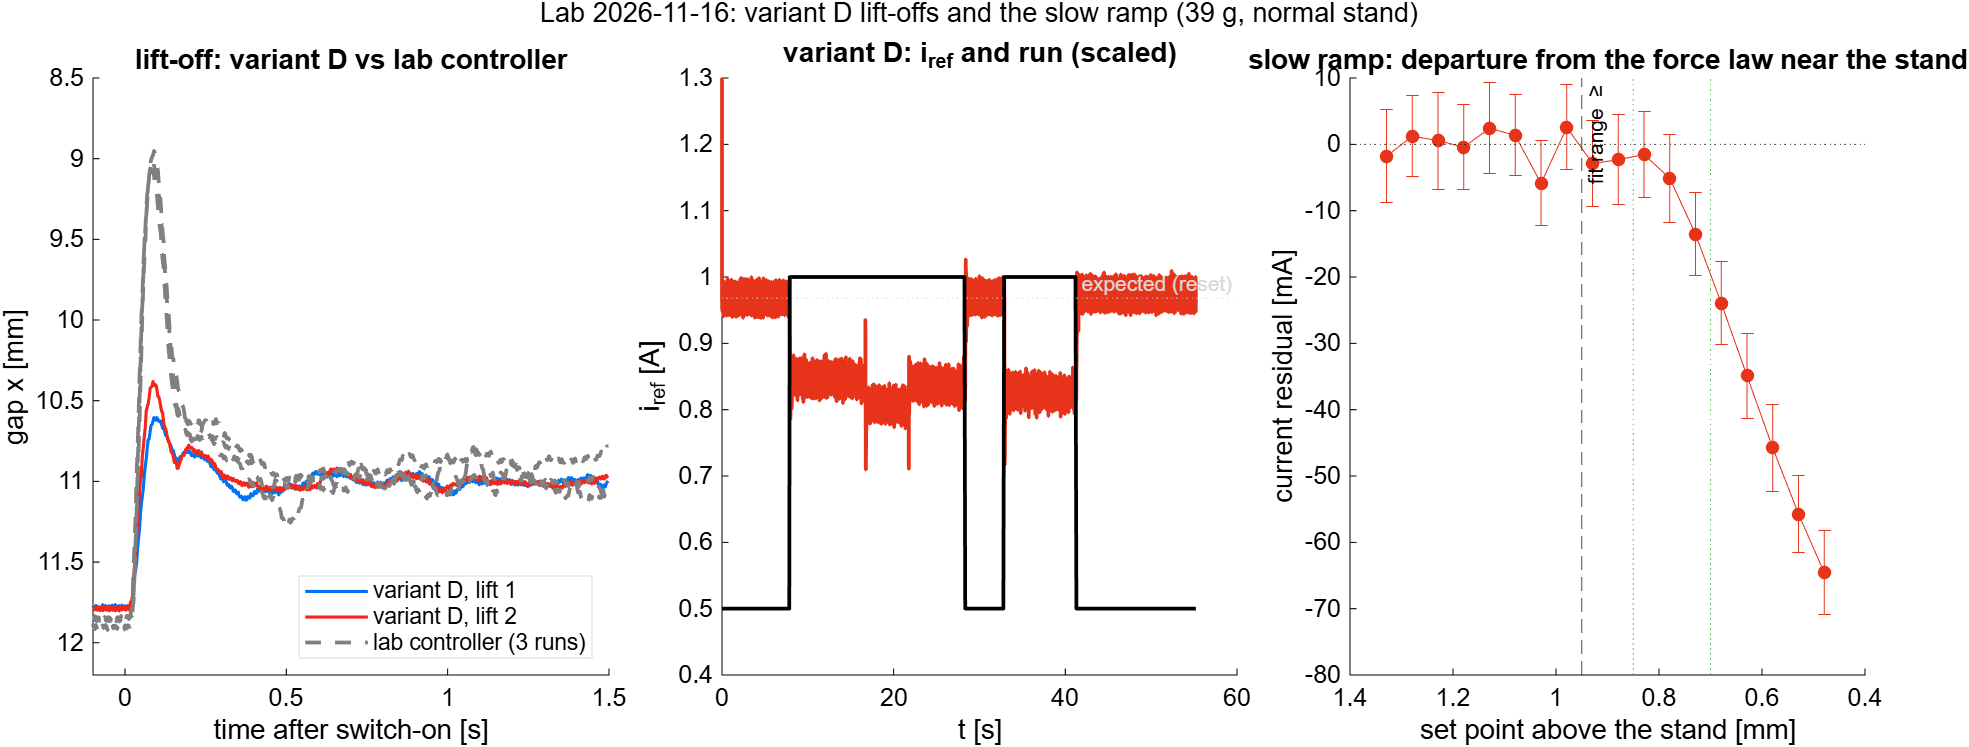 Lab 2026-11-16: variant D lift-offs and the slow ramp (39 g, normal stand)
lift-off: variant D vs lab controller
8.5
9
9.5
10
10.5
11
11.5
12
gap x [mm]
variant D, lift 1
variant D, lift 2
lab controller (3 runs)
0
0.5
1
1.5
time after switch-on [s]
variant D: i_ref and run (scaled)
1.3
1.2
1.1
1
0.9
0.8
0.7
0.6
0.5
0.4
i_ref [A]
expected (reset)
0
20
40
60
t [s]
slow ramp: departure from the force law near the stand
10
0
-10
-20
-30
-40
-50
-60
-70
-80
current residual [mA]
fit range ≥
1.4
1.2
1
0.8
0.6
0.4
set point above the stand [mm]